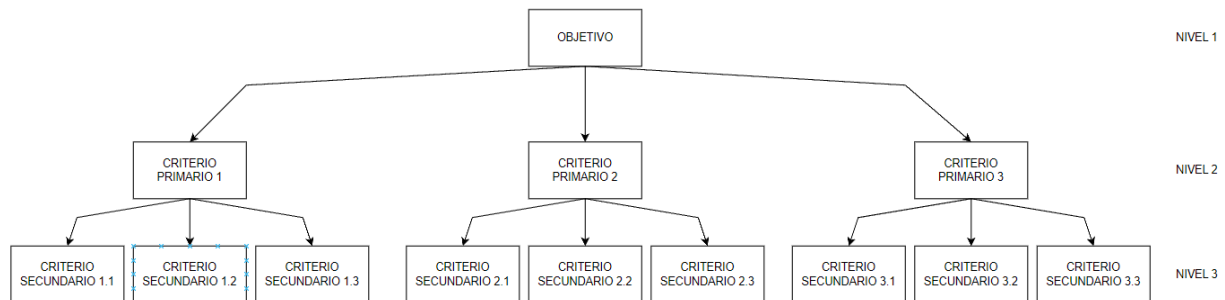 OBJETIVO
NIVEL 1
CRITERIO
PRIMARIO 1
CRITERIO
PRIMARIO 2
CRITERIO
PRIMARIO 3
NIVEL 2
CRITERIO
SECUNDARIO 1.1
CRITERIO
SECUNDARIO 1.2
CRITERIO
SECUNDARIO 1.3
CRITERIO
SECUNDARIO 2.1
CRITERIO
SECUNDARIO 2.2
CRITERIO
SECUNDARIO 2.3
CRITERIO
SECUNDARIO 3.1
CRITERIO
SECUNDARIO 3.2
CRITERIO
SECUNDARIO 3.3
NIVEL 3